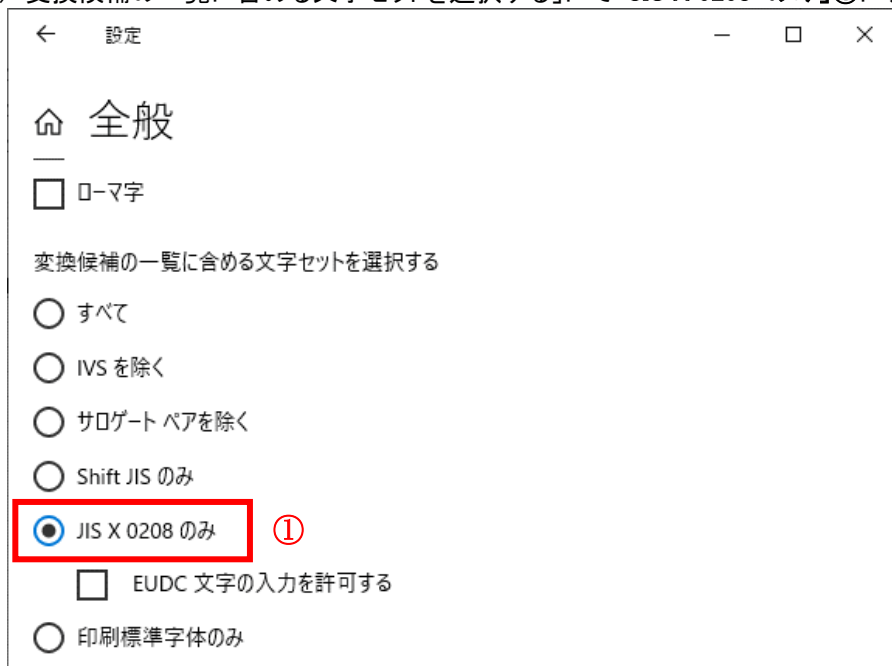 設定
全般
ローマ字
変換候補の一覧に含める文字セットを選択する
すべて
IVS を除く
サロゲート ペアを除く
Shift JIS のみ
JIS X 0208 のみ ①
EUDC 文字の入力を許可する
印刷標準字体のみ